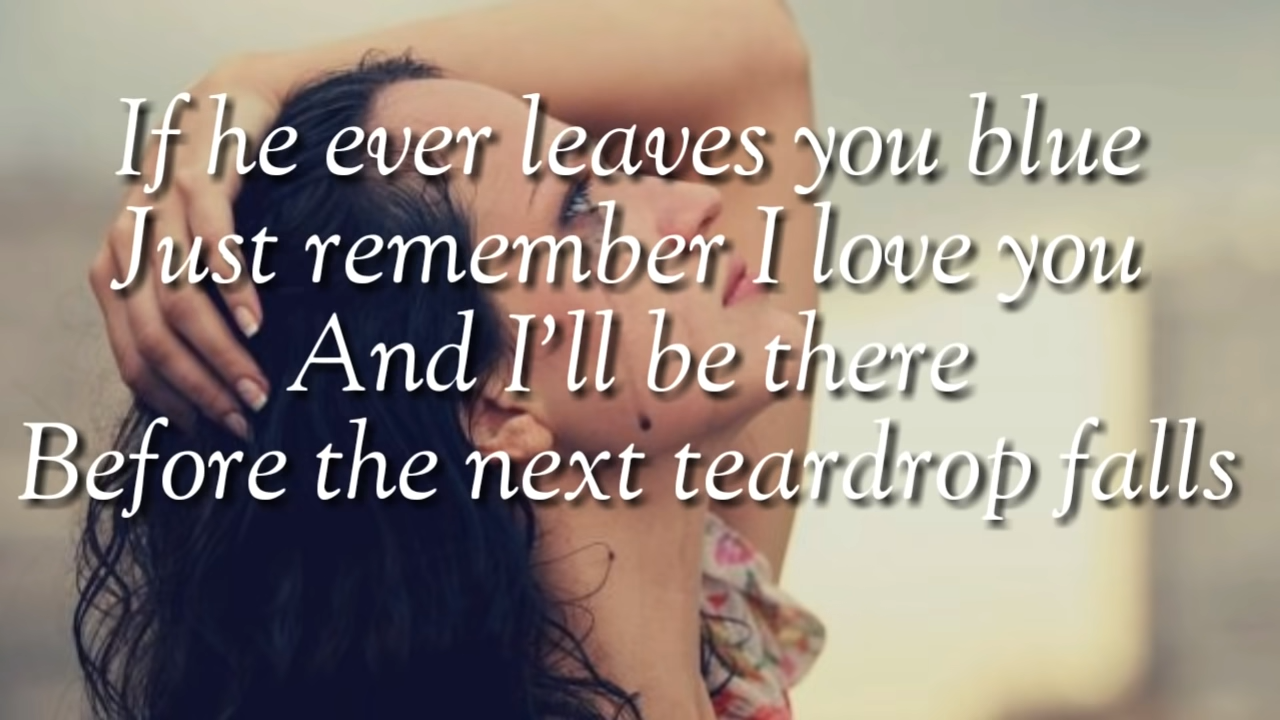 If he ever leaves you blue
Just remember I love you
And I'll be there
Before the next teardrop falls